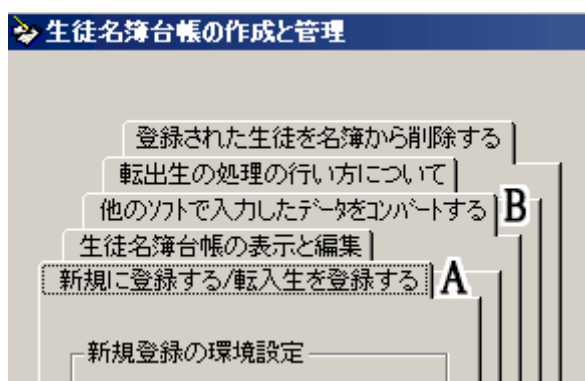 生徒名簿台帳の作成と管理
登録された生徒を名簿から削除する
転出生の処理の行い方について
他のソフトで入力したデータをコンバートする B
生徒名簿台帳の表示と編集
新規に登録する/転入生を登録する A
新規登録の環境設定